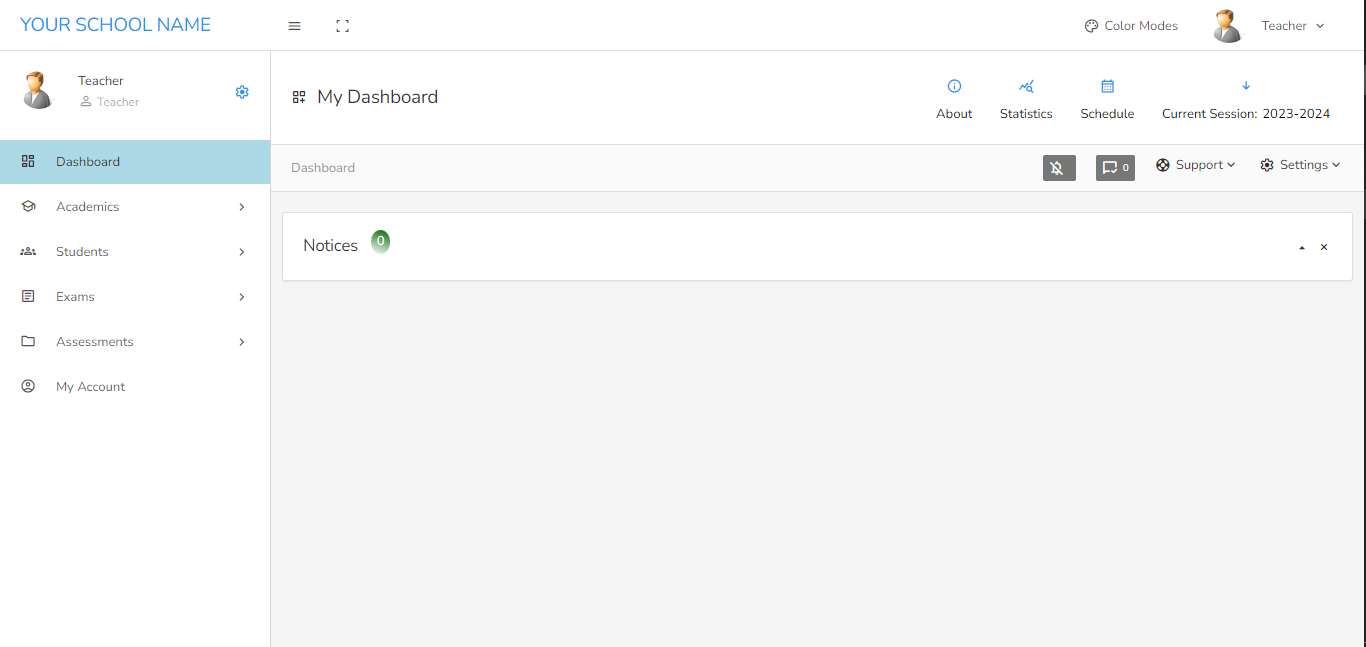 YOUR SCHOOL NAME
Color Modes
Teacher
Teacher
Teacher
My Dashboard
About
Statistics
Schedule
Current Session: 2023-2024
Dashboard
Dashboard
0
Support
Settings
Academics
Students
Exams
Assessments
My Account
Notices 0